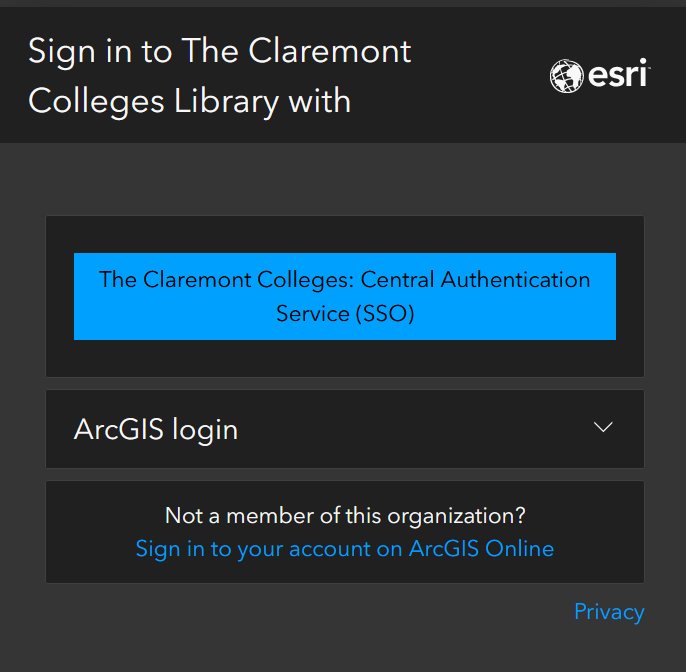 Sign in to The Claremont
Colleges Library with
esri
The Claremont Colleges: Central Authentication
Service (SSO)
ArcGIS login
Not a member of this organization?
Sign in to your account on ArcGIS Online
Privacy